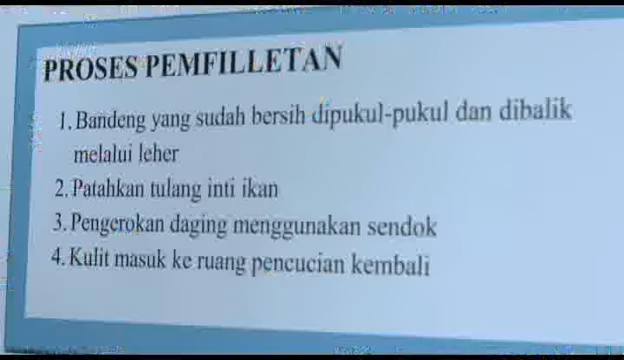 PROSES PEMFILLETAN
1. Bandeng yang sudah bersih dipukul-pukul dan dibalik
melalui leher
2. Patahkan tulang inti ikan
3. Pengerokan daging menggunakan sendok
4. Kulit masuk ke ruang pencucian kembali